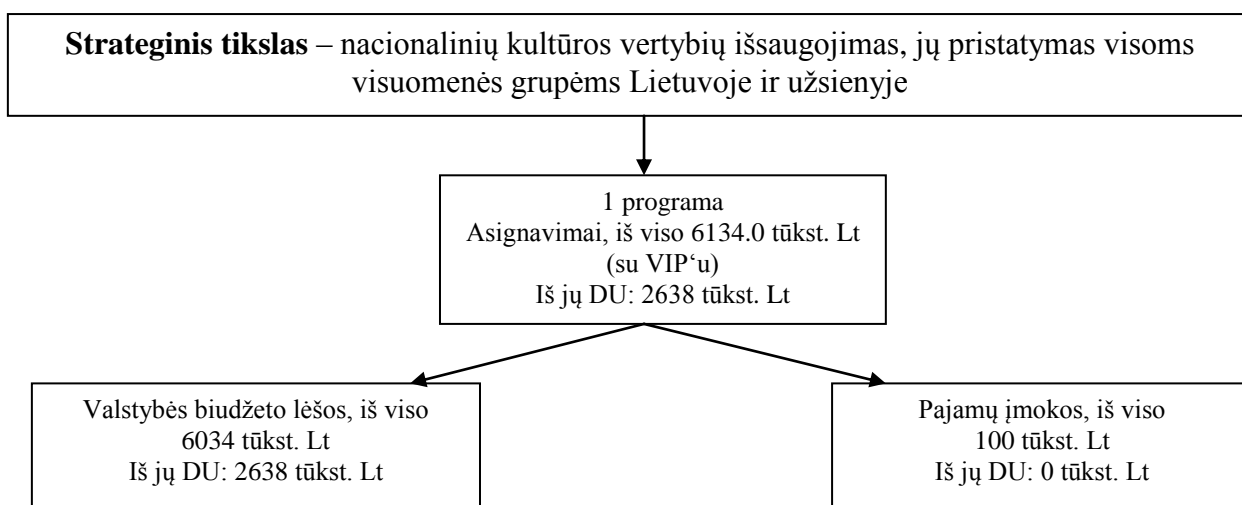 Strateginis tikslas – nacionalinių kultūros vertybių išsaugojimas, jų pristatymas visoms
visuomenės grupėms Lietuvoje ir užsienyje
1 programa
Asignavimai, iš viso 6134.0 tūkst. Lt
(su VIP‘u)
Iš jų DU: 2638 tūkst. Lt
Valstybės biudžeto lėšos, iš viso
6034 tūkst. Lt
Iš jų DU: 2638 tūkst. Lt
Pajamų įmokos, iš viso
100 tūkst. Lt
Iš jų DU: 0 tūkst. Lt